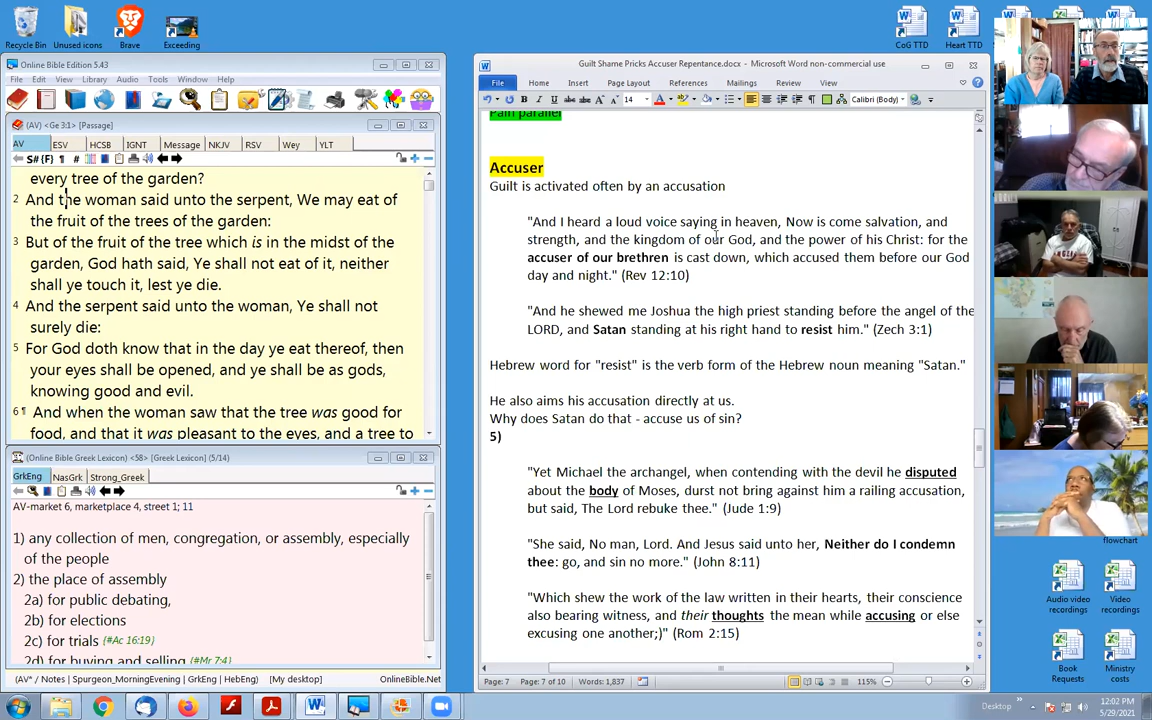 Recycle Bin
Unused icons
Brave
Exceeding
CoG TTD
Heart TTD
Online Bible Edition 5.43
File Edit View Library Audio Tools Window Help
(AV) <Ge 3:1> [Passage]
AV ESV HCSB IGNT Message NKJV RSV Wey YLT
S# {F} ¶ #
every tree of the garden?
2 And the woman said unto the serpent, We may eat of
the fruit of the trees of the garden:
3 But of the fruit of the tree which is in the midst of the
garden, God hath said, Ye shall not eat of it, neither
shall ye touch it, lest ye die.
4 And the serpent said unto the woman, Ye shall not
surely die:
5 For God doth know that in the day ye eat thereof, then
your eyes shall be opened, and ye shall be as gods,
knowing good and evil.
6 ¶ And when the woman saw that the tree was good for
food, and that it was pleasant to the eyes, and a tree to
(Online Bible Greek Lexicon) <58> [Greek Lexicon] (5/14)
GrkEng NasGrk Strong_Greek
AV-market 6, marketplace 4, street 1; 11
1) any collection of men, congregation, or assembly, especially
of the people
2) the place of assembly
2a) for public debating,
2b) for elections
2c) for trials {#Ac 16:19}
2d) for buying and selling {#Mr 7:4}
(AV* / Notes | Spurgeon_MorningEvening | GrkEng | HebEng) [My desktop] OnlineBible.Net
Guilt Shame Pricks Accuser Repentance.docx - Microsoft Word non-commercial use
File Home Insert Page Layout References Mailings Review View
B I U abc abc A A 14 A Calibri (Body)
Pain parallel
Accuser
Guilt is activated often by an accusation
"And I heard a loud voice saying in heaven, Now is come salvation, and
strength, and the kingdom of our God, and the power of his Christ: for the
accuser of our brethren is cast down, which accused them before our God
day and night." (Rev 12:10)
"And he shewed me Joshua the high priest standing before the angel of the
LORD, and Satan standing at his right hand to resist him." (Zech 3:1)
Hebrew word for "resist" is the verb form of the Hebrew noun meaning "Satan."
He also aims his accusation directly at us.
Why does Satan do that - accuse us of sin?
5)
"Yet Michael the archangel, when contending with the devil he disputed
about the body of Moses, durst not bring against him a railing accusation,
but said, The Lord rebuke thee." (Jude 1:9)
"She said, No man, Lord. And Jesus said unto her, Neither do I condemn
thee: go, and sin no more." (John 8:11)
"Which shew the work of the law written in their hearts, their conscience
also bearing witness, and their thoughts the mean while accusing or else
excusing one another;)" (Rom 2:15)
Page: 7 Page: 7 of 10 Words: 1,837 115%
flowchart
Audio video
recordings
Video
recordings
Book
Requests
Ministry
costs
Desktop
12:02 PM
5/29/2021